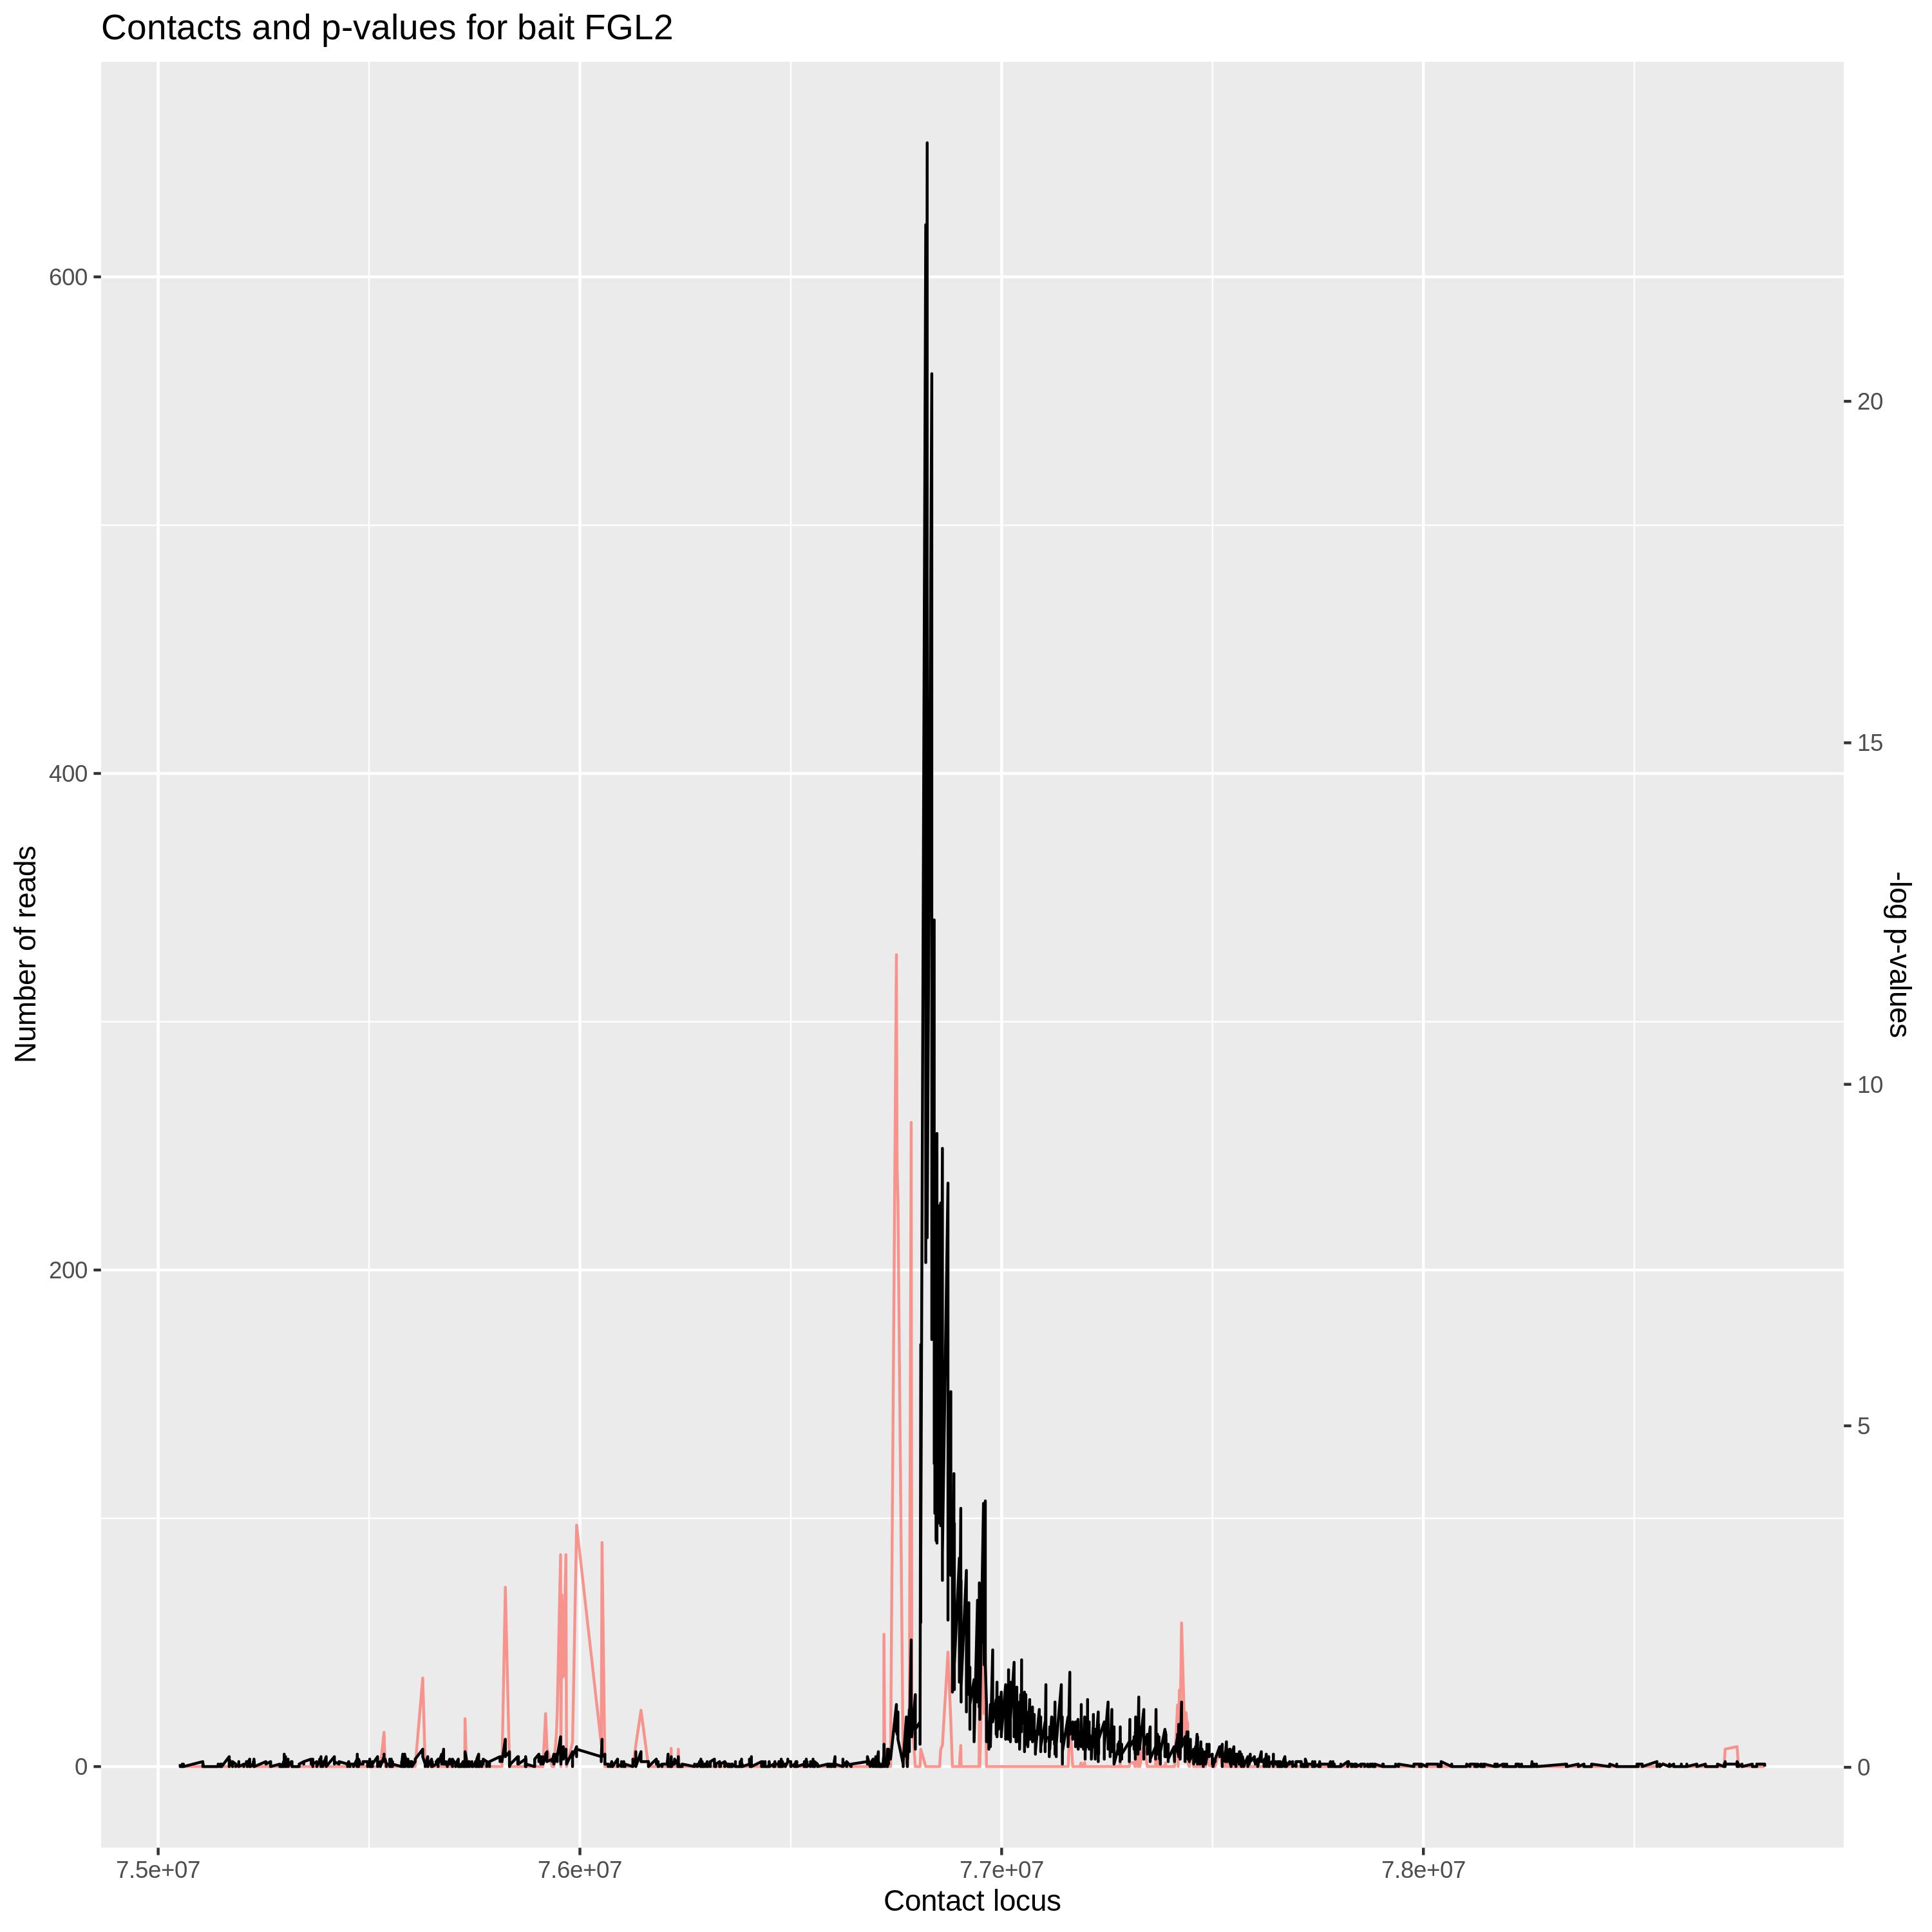 Contacts and p-values for bait FGL2
600
400
200
0
Number of reads
20
15
10
5
0
-log p-values
7.5e+07 7.6e+07 7.7e+07 7.8e+07
Contact locus